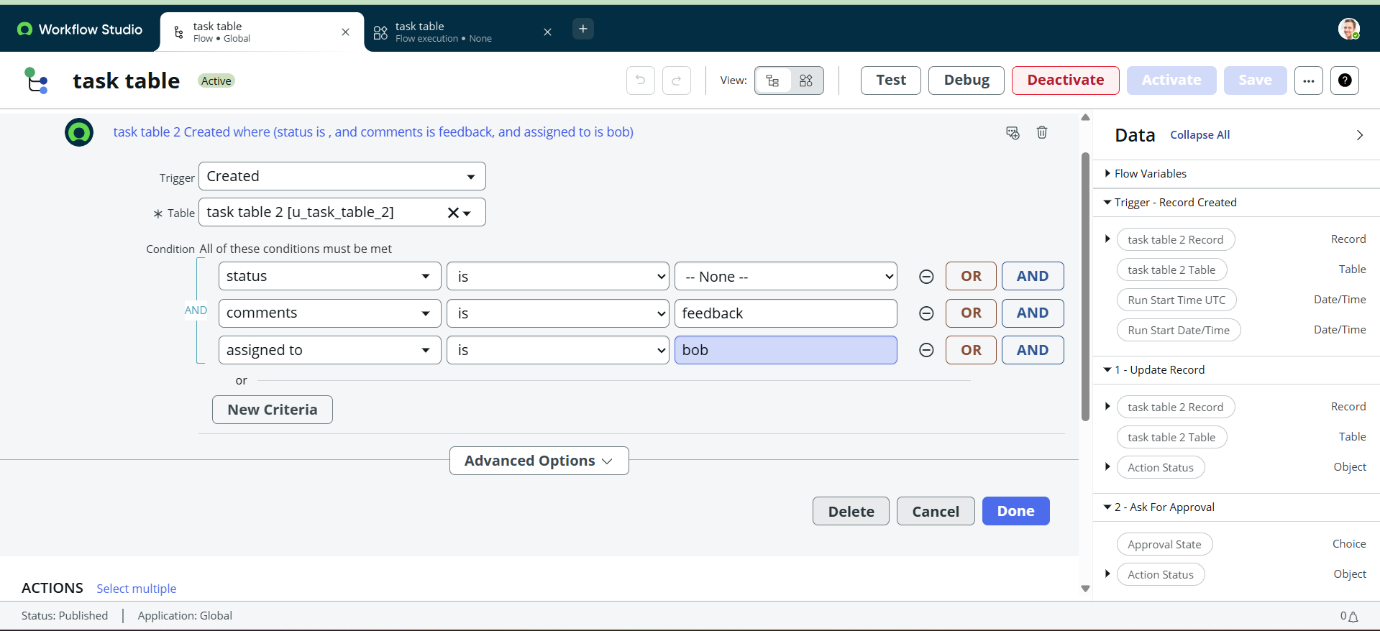 Workflow Studio
task table
Flow • Global
task table
Flow execution • None
task table
Active
View:
Test
Debug
Deactivate
Activate
Save
task table 2 Created where (status is , and comments is feedback, and assigned to is bob)
Trigger
Created
* Table
task table 2 [u_task_table_2]
Condition All of these conditions must be met
AND
status
is
-- None --
OR
AND
comments
is
feedback
OR
AND
assigned to
is
bob
OR
AND
or
New Criteria
Advanced Options
Delete
Cancel
Done
ACTIONS
Select multiple
Data
Collapse All
Flow Variables
Trigger - Record Created
task table 2 Record
Record
task table 2 Table
Table
Run Start Time UTC
Date/Time
Run Start Date/Time
Date/Time
1 - Update Record
task table 2 Record
Record
task table 2 Table
Table
Action Status
Object
2 - Ask For Approval
Approval State
Choice
Action Status
Object
Status: Published
Application: Global
0